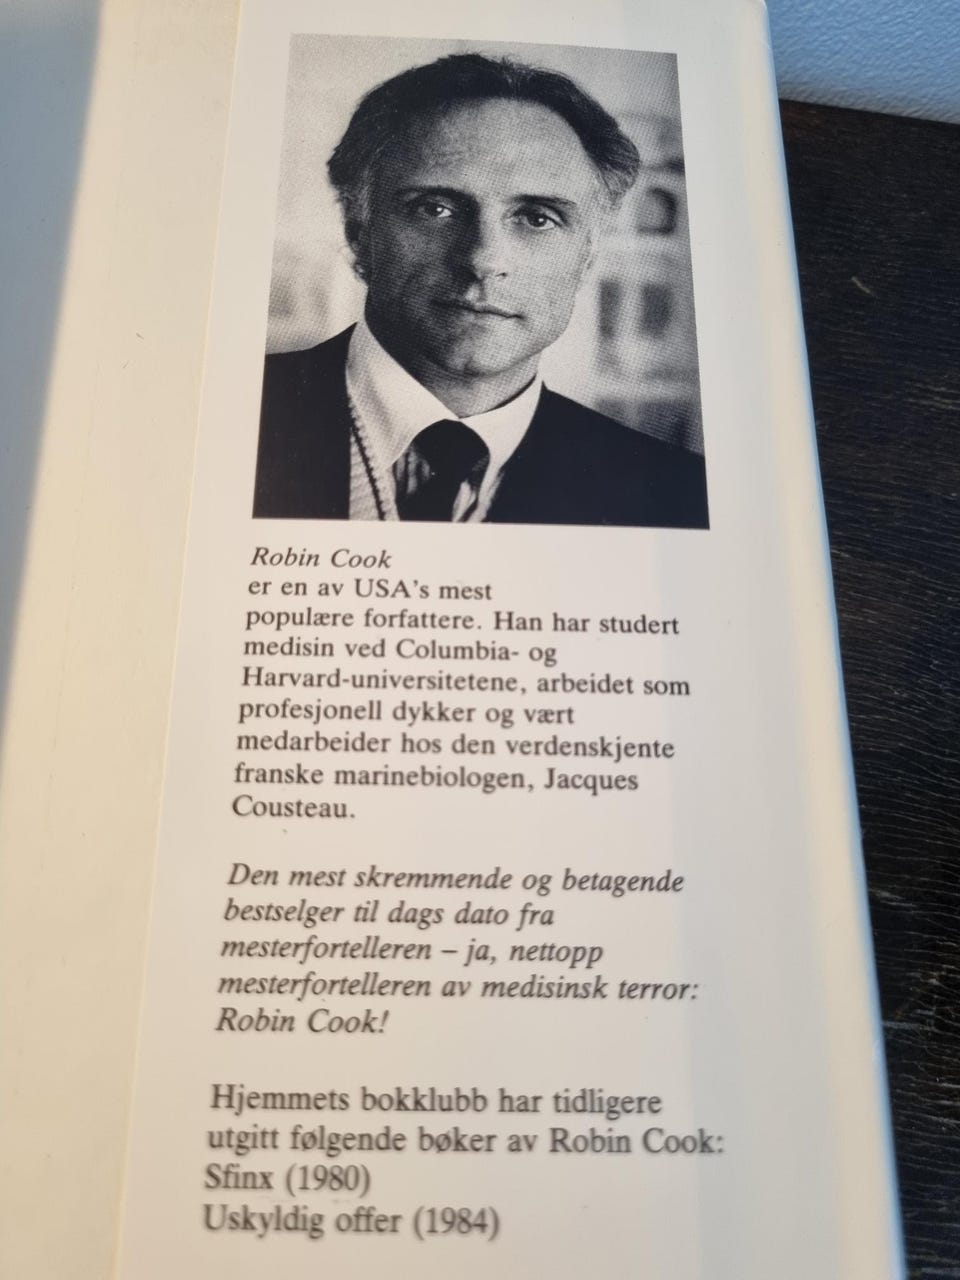 Robin Cook
er en av USA's mest
populære forfattere. Han har studert
medisin ved Columbia- og
Harvard-universitetene, arbeidet som
profesjonell dykker og vært
medarbeider hos den verdenskjente
franske marinebiologen, Jacques
Cousteau.
Den mest skremmende og betagende
bestselger til dags dato fra
mesterfortelleren – ja, nettopp
mesterfortelleren av medisinsk terror:
Robin Cook!
Hjemmets bokklubb har tidligere
utgitt følgende bøker av Robin Cook:
Sfinx (1980)
Uskyldig offer (1984)